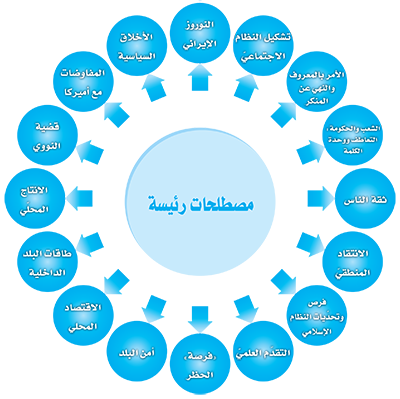 مصطلحات رئيسة
النوروز
الإيراني
تشكيل النظام
الاجتماعيّ
الأمر بالمعروف
والنهي عن
المنكر
الشعب والحكومة،
التعاطف ووحدة
الكلمة
ثقة الناس
الانتقاد
المنطقيّ
فرص
وتحديات النظام
الإسلامي
التقدّم العلميّ
،فرصة،
الحظر
أمن البلد
الاقتصاد
المحلي
طاقات البلد
الداخلية
الانتاج
المحلي
قضية
النووي
المفاوضات
مع أميركا
الأخلاق
السياسية